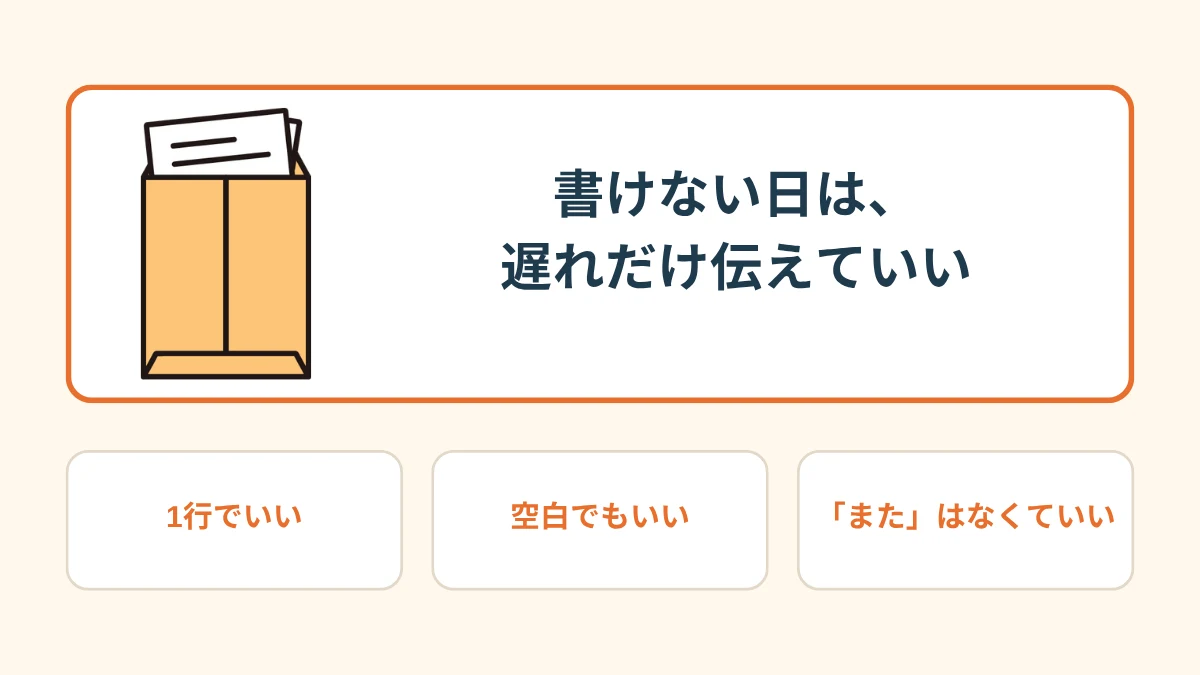 書けない日は、
遅れだけ伝えていい
1行でいい
空白でもいい
「また」はなくていい